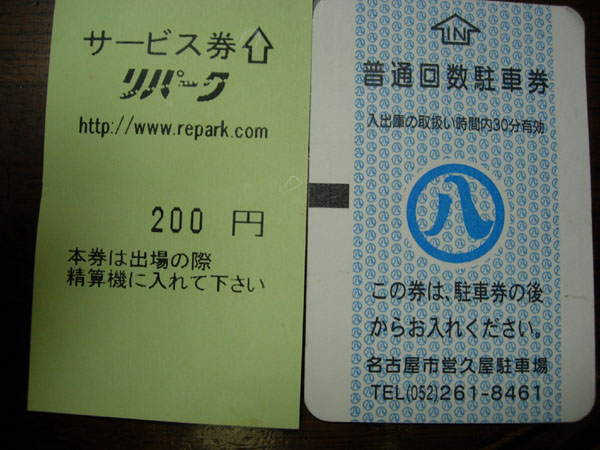 サービス券
リパーク
http://www.repark.com
200 円
本券は出場の際
精算機に入れて下さい
IN
普通回数駐車券
入出庫の取扱い時間内30分有効
八
この券は、駐車券の後
からお入れください。
名古屋市営久屋駐車場
TEL(052)261-8461